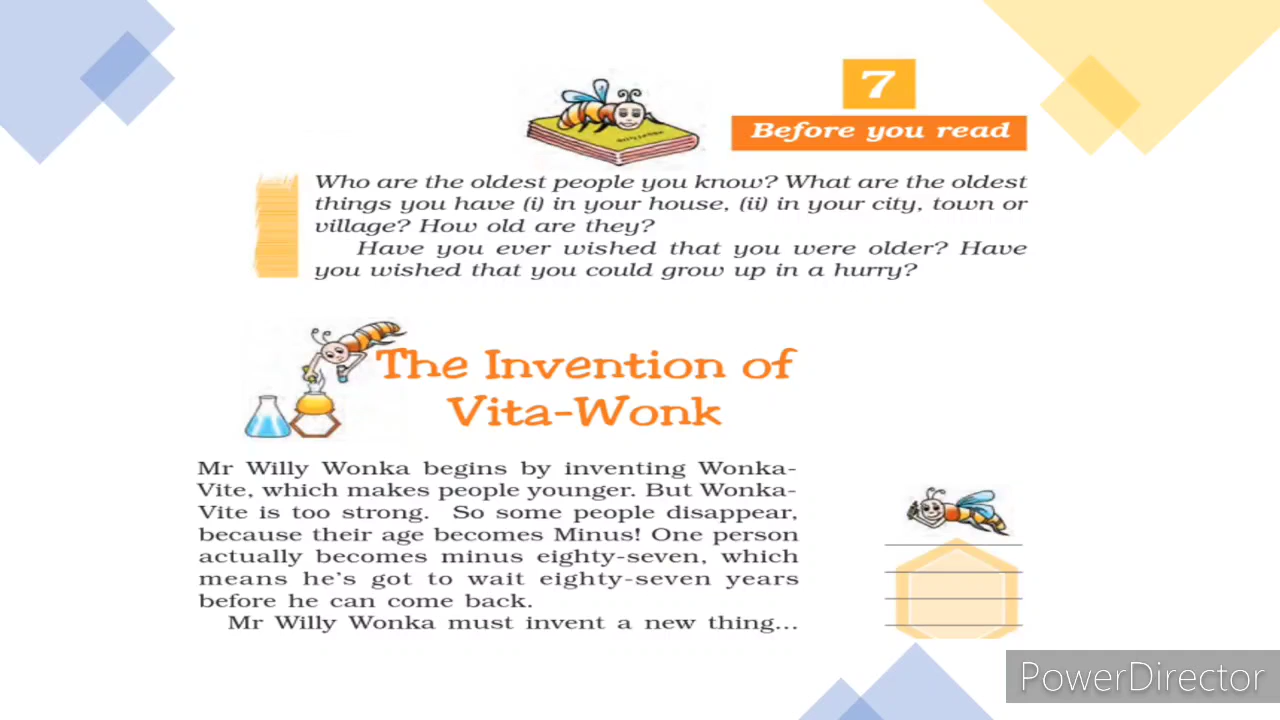 7
Before you read
Who are the oldest people you know? What are the oldest
things you have (i) in your house, (ii) in your city, town or
village? How old are they?
Have you ever wished that you were older? Have
you wished that you could grow up in a hurry?
The Invention of
Vita-Wonk
Mr Willy Wonka begins by inventing Wonka-
Vite, which makes people younger. But Wonka-
Vite is too strong. So some people disappear,
because their age becomes Minus! One person
actually becomes minus eighty-seven, which
means he's got to wait eighty-seven years
before he can come back.
Mr Willy Wonka must invent a new thing...
PowerDirector